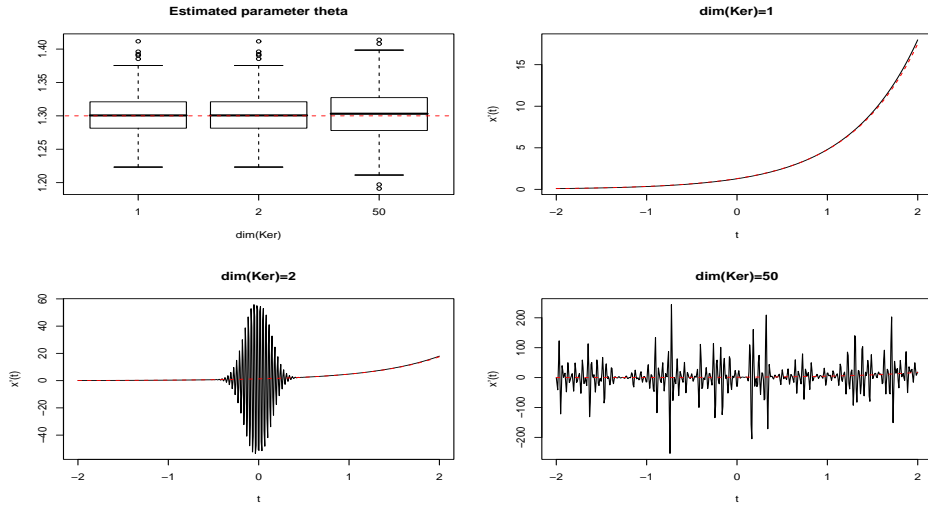 Estimated parameter theta
1.20 1.25 1.30 1.35 1.40
1 2 50
dim(Ker)
dim(Ker)=1
x'(t)
0 5 10 15
−2 −1 0 1 2
t
dim(Ker)=2
x'(t)
−40 −20 0 20 40 60
−2 −1 0 1 2
t
dim(Ker)=50
x'(t)
−200 −100 0 100 200
−2 −1 0 1 2
t